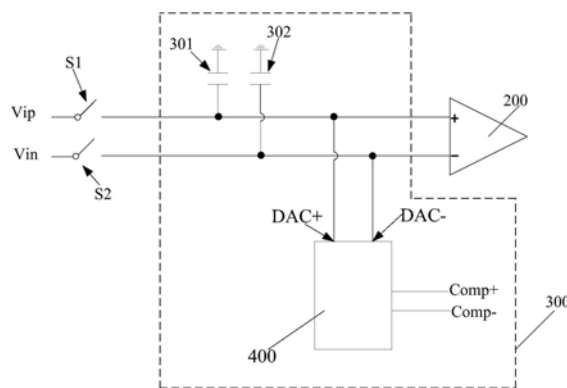 301
302
S1
200
Vip
+
Vin
−
S2
DAC+
DAC-
Comp+
300
Comp-
400